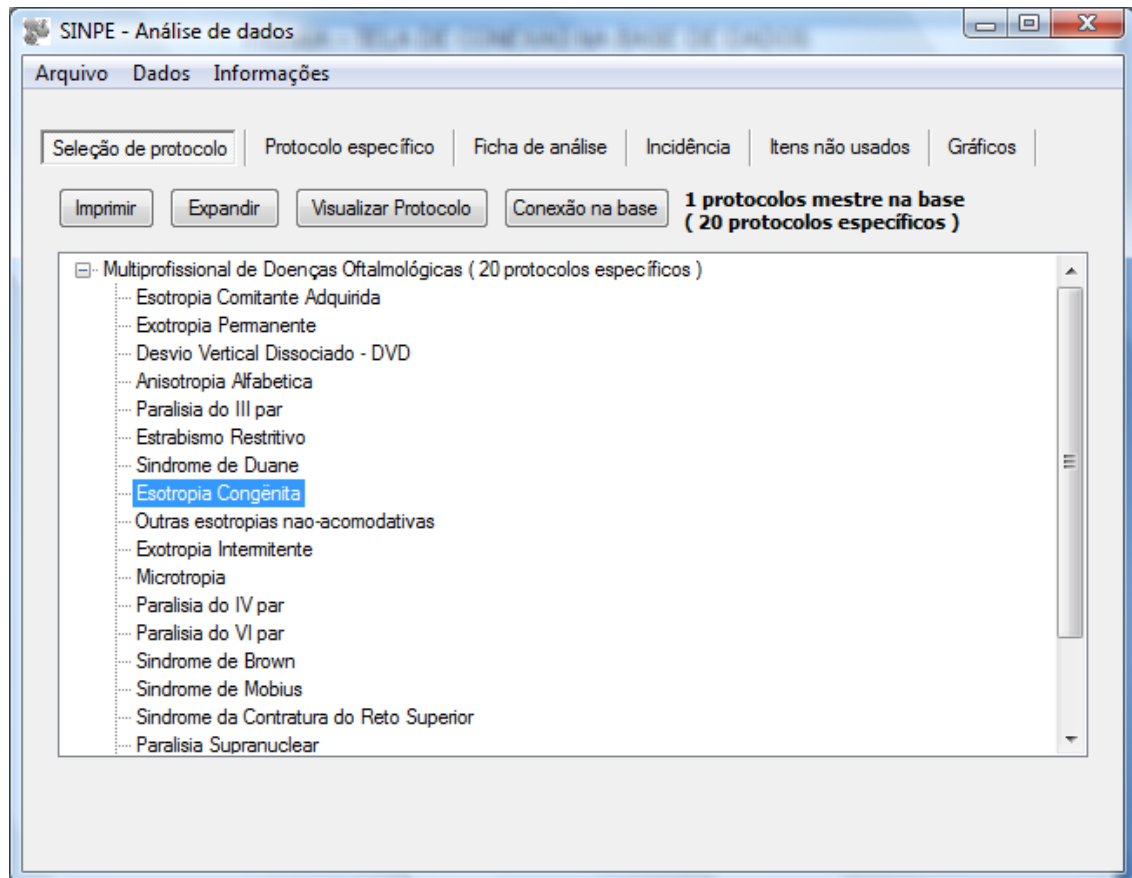 SINPE - Análise de dados
Arquivo Dados Informações
Seleção de protocolo Protocolo específico Ficha de análise Incidência Itens não usados Gráficos
Imprimir Expandir Visualizar Protocolo Conexão na base
1 protocolos mestre na base
( 20 protocolos específicos )
Multiprofissional de Doenças Oftalmológicas ( 20 protocolos específicos )
Esotropia Comitante Adquirida
Exotropia Permanente
Desvio Vertical Dissociado - DVD
Anisotropia Alfabetica
Paralisia do III par
Estrabismo Restritivo
Sindrome de Duane
Esotropia Congênita
Outras esotropias nao-acomodativas
Exotropia Intermitente
Microtropia
Paralisia do IV par
Paralisia do VI par
Sindrome de Brown
Sindrome de Mobius
Sindrome da Contratura do Reto Superior
Paralisia Supranuclear